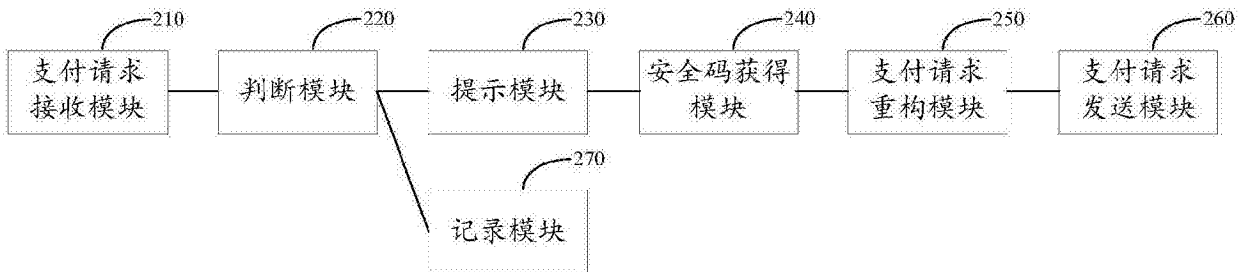 210
220
230
240
250
260
支付请求
接收模块
判断模块
提示模块
安全码获得
模块
支付请求
重构模块
支付请求
发送模块
270
记录模块